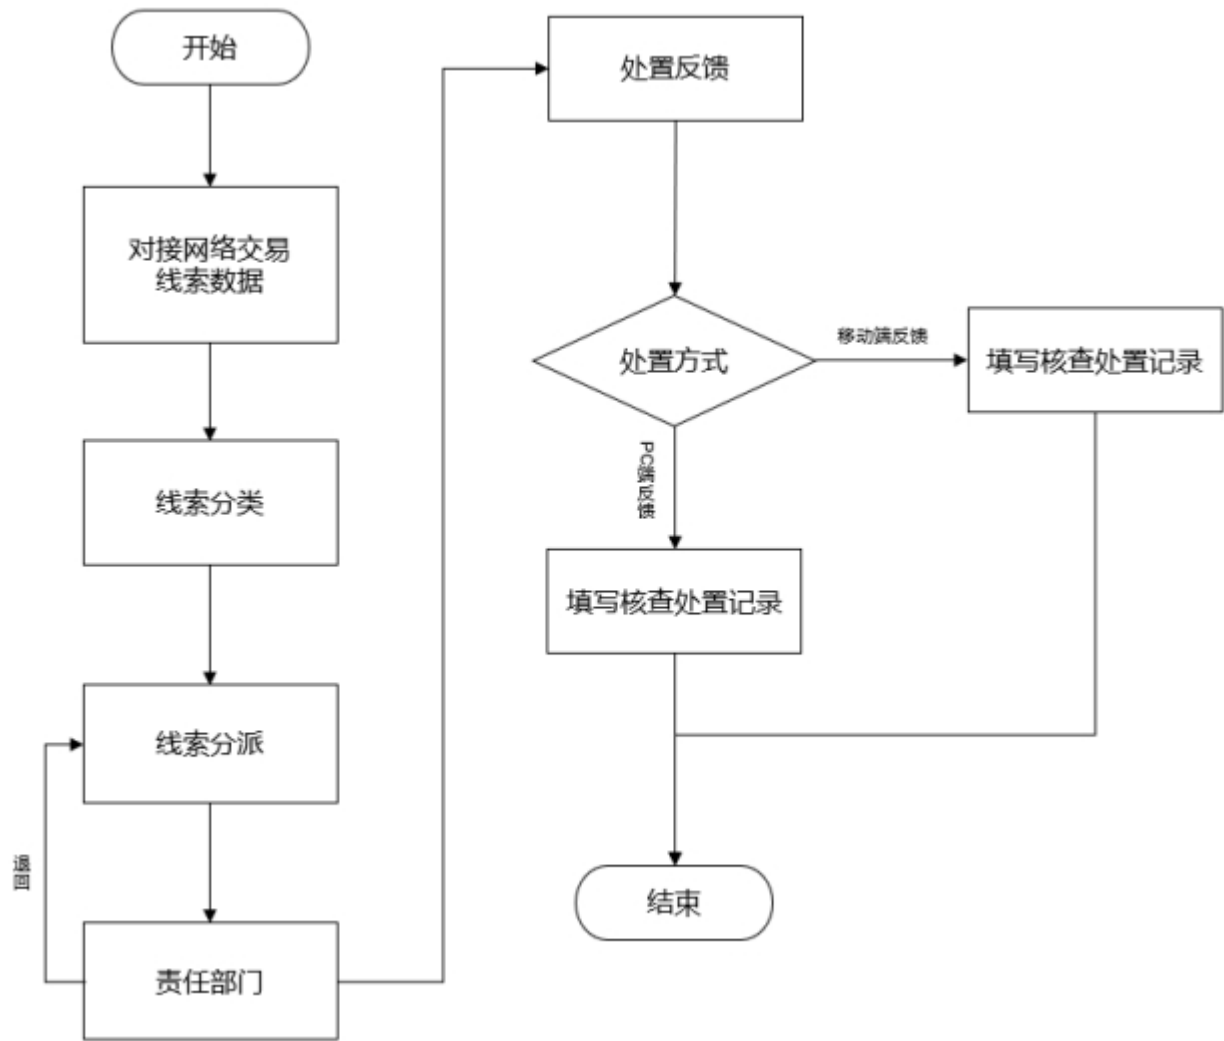 开始
对接网络交易
线索数据
线索分类
线索分派
退回
责任部门
处置反馈
处置方式
移动端反馈
填写核查处置记录
PC端反馈
填写核查处置记录
结束